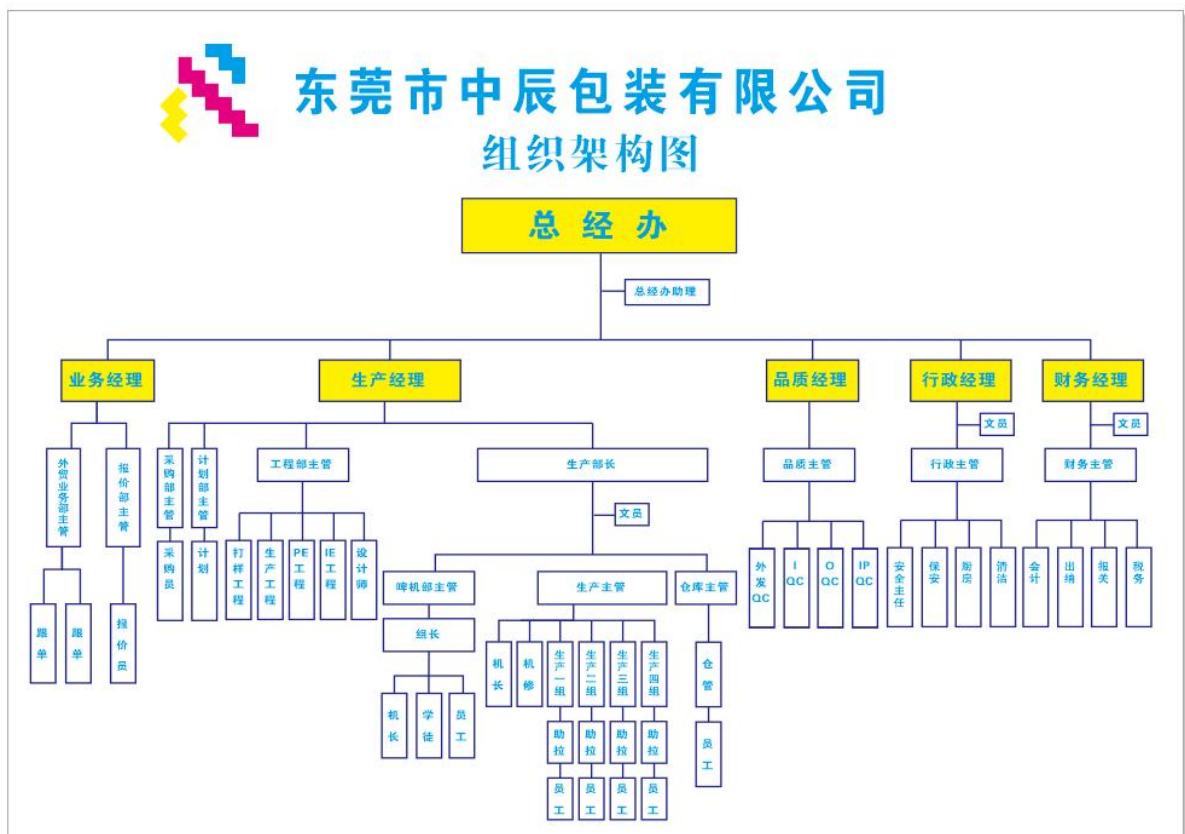 东莞市中辰包装有限公司
组织架构图
总经办
总经办助理
业务经理
生产经理
品质经理
行政经理
财务经理
文员
文员
外贸业务部主管
报价部主管
采购部主管
计划部主管
工程部主管
生产部长
品质主管
行政主管
财务主管
文员
采购员
计划
打样工程
生产工程
PE工程
IE工程
设计师
啤机部主管
生产主管
仓库主管
外发QC
IQC
OQC
IPQC
安全主任
保安
厨房
清洁
会计
出纳
报关
税务
跟单
跟单
报价员
组长
机长
机修
生产一组
生产二组
生产三组
生产四组
仓管
机长
学徒
员工
助拉
助拉
助拉
助拉
员工
员工
员工
员工
员工